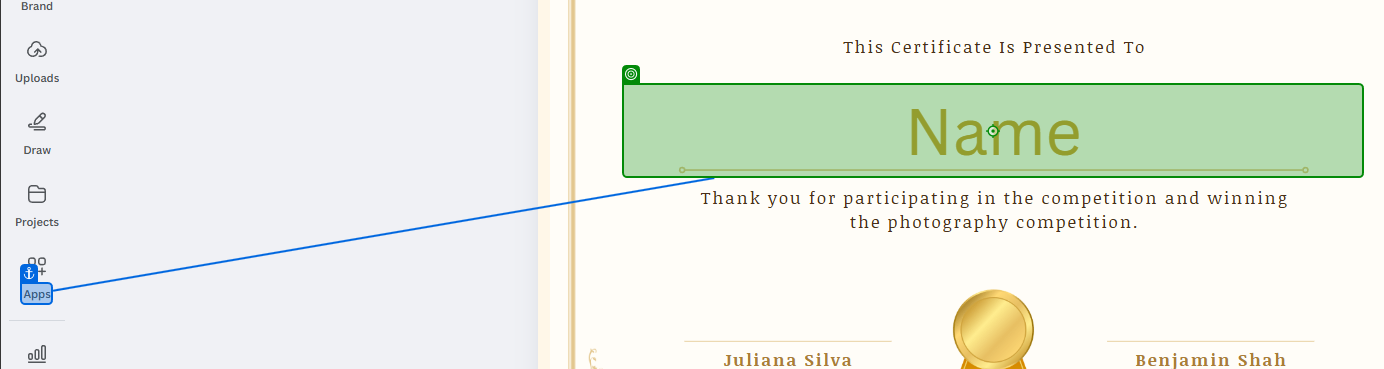 Brand
Uploads
Draw
Projects
Apps
This Certificate Is Presented To
Name
Thank you for participating in the competition and winning
the photography competition.
Juliana Silva
Benjamin Shah